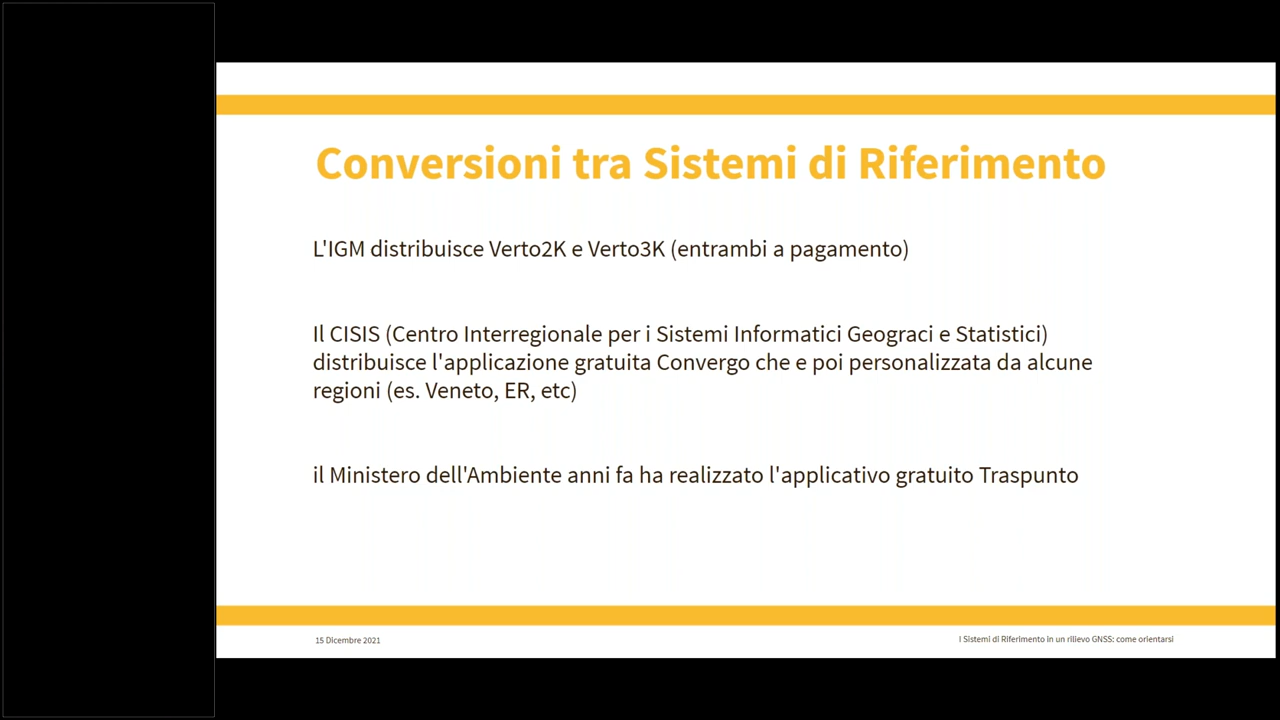 Conversioni tra Sistemi di Riferimento
L'IGM distribuisce Verto2K e Verto3K (entrambi a pagamento)
Il CISIS (Centro Interregionale per i Sistemi Informatici Geograci e Statistici)
distribuisce l'applicazione gratuita Convergo che e poi personalizzata da alcune
regioni (es. Veneto, ER, etc)
il Ministero dell'Ambiente anni fa ha realizzato l'applicativo gratuito Traspunto
15 Dicembre 2021
I Sistemi di Riferimento in un rilievo GNSS: come orientarsi